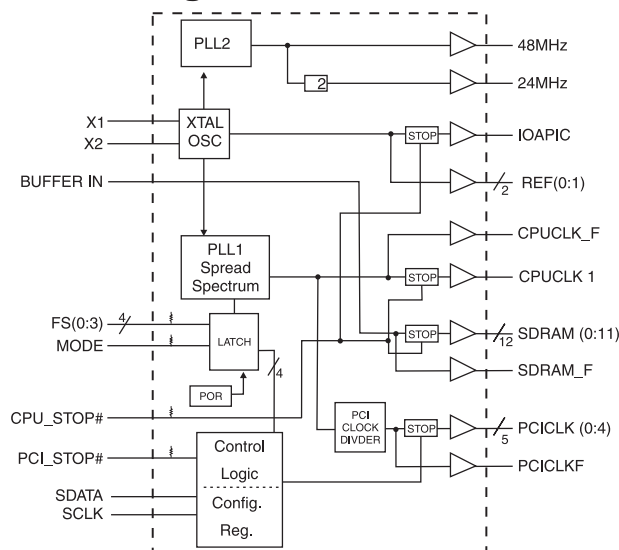 PLL2
48MHz
2
24MHz
X1
X2
XTAL
OSC
STOP
IOAPIC
BUFFER IN
2
REF(0:1)
CPUCLK_F
PLL1
Spread
Spectrum
STOP
CPUCLK 1
FS(0:3)
4
MODE
LATCH
STOP
12
SDRAM (0:11)
4
SDRAM_F
POR
CPU_STOP#
PCI
CLOCK
DIVDER
STOP
5
PCICLK (0:4)
PCI_STOP#
Control
Logic
PCICLKF
SDATA
SCLK
Config.
Reg.